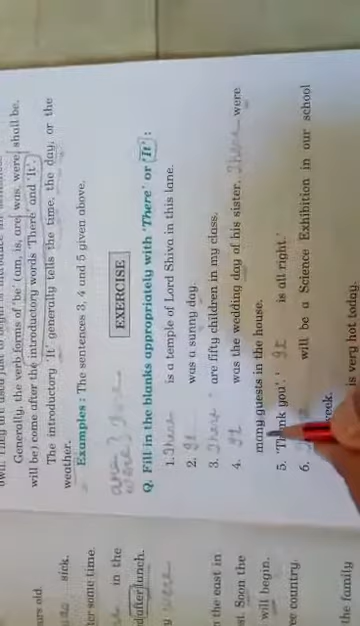 Generally, the verb forms of 'be' (am, is, are, was, were, shall be,
will be) come after the introductory words 'There' and 'It'.
The introductory 'It' generally tells the time, the day, or the
weather.
Examples : The sentences 3, 4 and 5 given above.
EXERCISE
Q. Fill in the blanks appropriately with 'There' or 'It' :
1. There is a temple of Lord Shiva in this lane.
2. It was a sunny day.
3. There are fifty children in my class.
4. It was the wedding day of his sister. There were
many guests in the house.
5. 'Thank you'. ' It is all right.'
6. will be a Science Exhibition in our school
week.
is very hot today.
sick.
in the
after lunch.
were
the east in
Soon the
will begin.
country.
the family